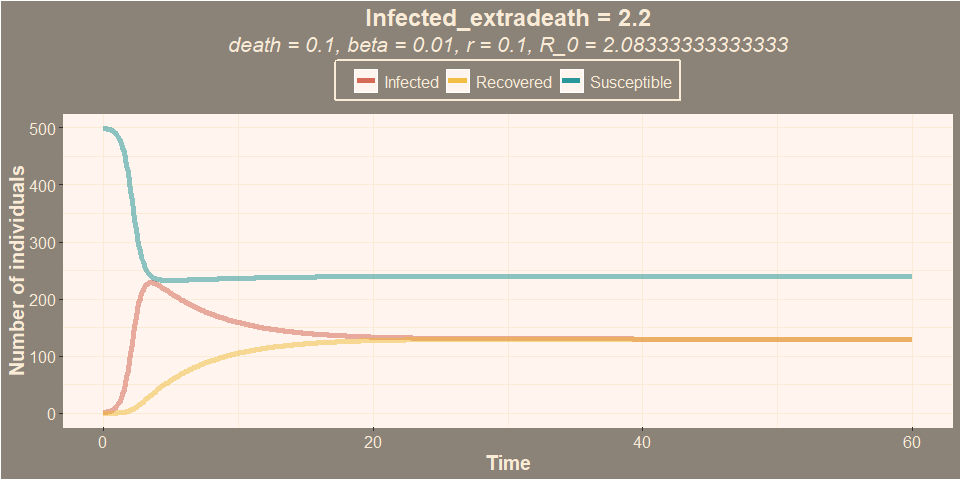 Infected_extradeath = 2.2
death = 0.1, beta = 0.01, r = 0.1, R_0 = 2.08333333333333
Infected Recovered Susceptible
Number of individuals
500
400
300
200
100
0
0 20 40 60
Time